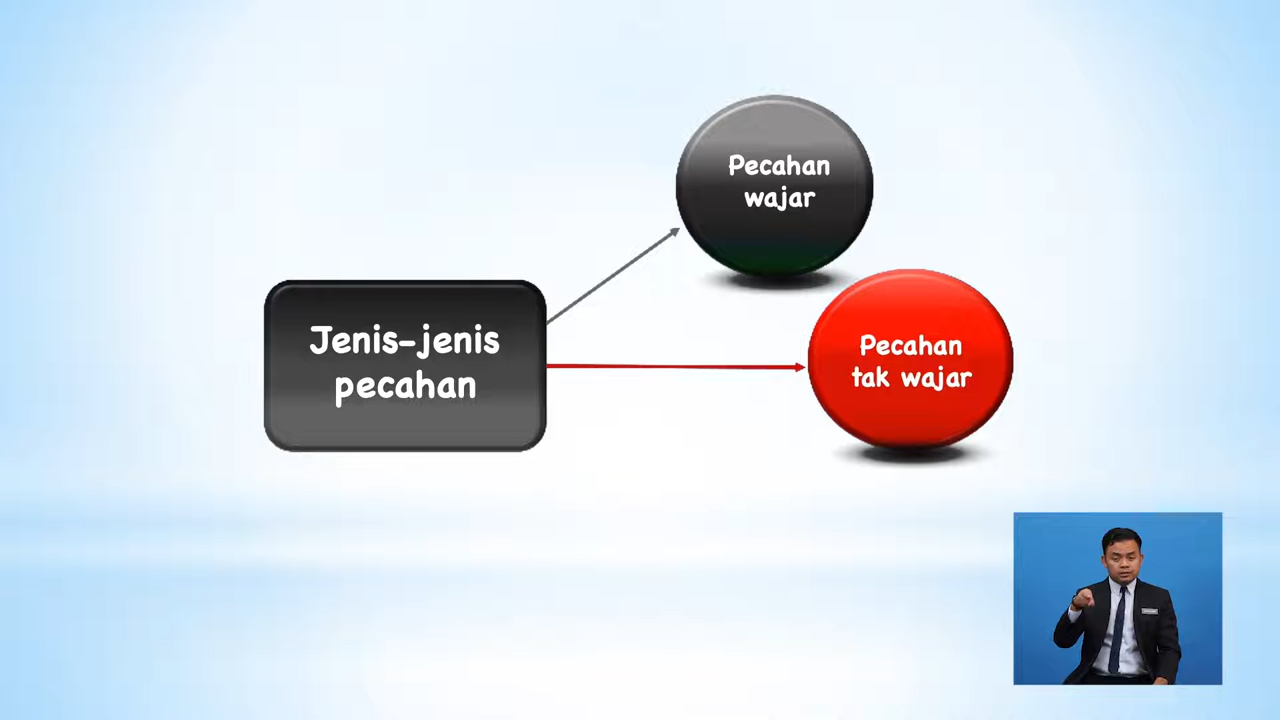 Pecahan
wajar
Jenis-jenis
pecahan
Pecahan
tak wajar